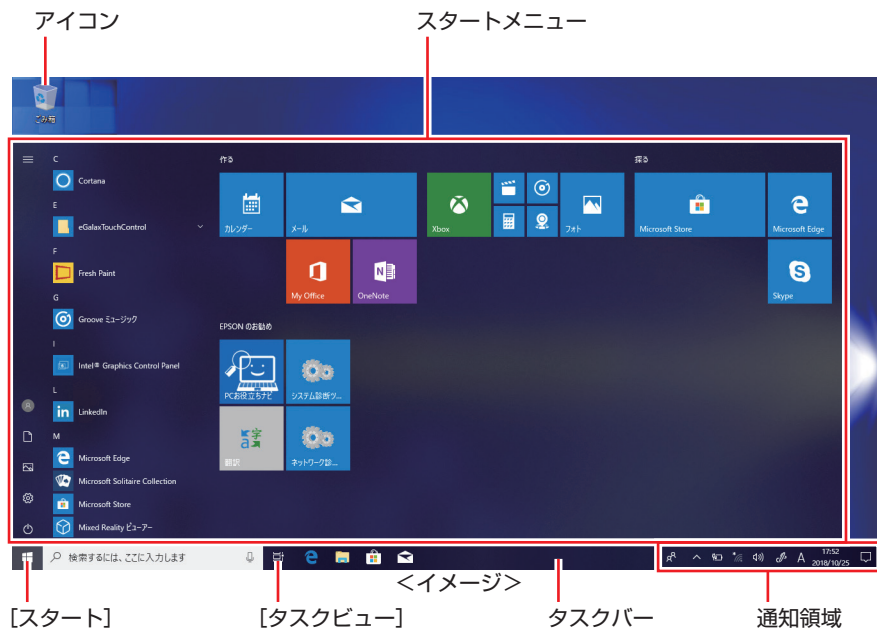 アイコン
スタートメニュー
ごみ箱
C
Cortana
E
eGalaxTouchControl
F
Fresh Paint
G
Groove ミュージック
I
Intel® Graphics Control Panel
L
LinkedIn
M
Microsoft Edge
Microsoft Solitaire Collection
Microsoft Store
Mixed Reality ビューアー
作る
カレンダー
メール
Xbox
フォト
My Office
OneNote
探る
Microsoft Store
Microsoft Edge
Skype
EPSON のお勧め
PCお役立ちナビ
システム診断ツ...
翻訳
ネットワーク診...
検索するには、ここに入力します
A
17:52
2018/10/25
＜イメージ＞
[スタート]
[タスクビュー]
タスクバー
通知領域